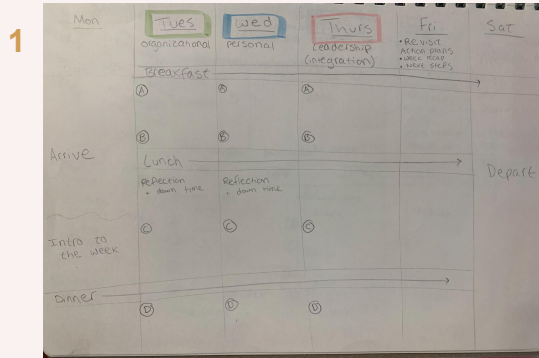 1
Mon
Tues
organizational
Wed
personal
Thurs
Leadership
(integration)
Fri
• Revisit
Action plans
• week recap
• Next steps
Sat
Breakfast
A
A
A
B
B
B
Arrive
Lunch
Depart
Reflection
• down time
Reflection
• down time
C
C
C
Intro to
the week
Dinner
D
D
D